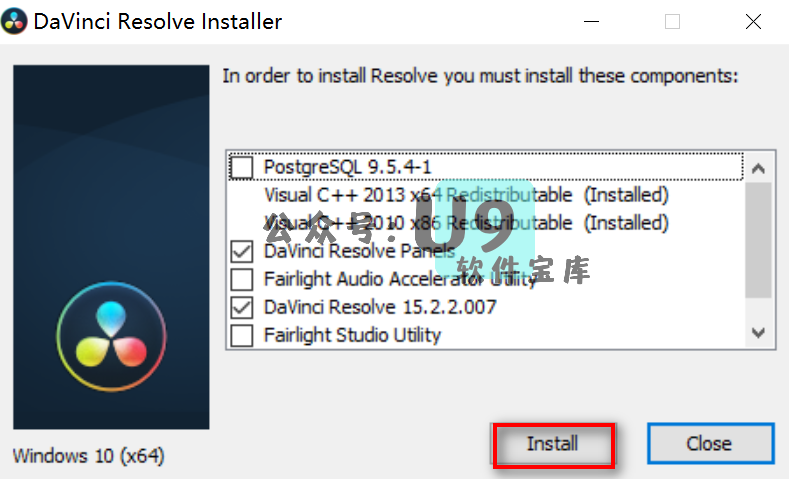 DaVinci Resolve Installer
In order to install Resolve you must install these components:
PostgreSQL 9.5.4-1
Visual C++ 2013 x64 Redistributable (Installed)
Visual C++ 2010 x86 Redistributable (Installed)
公众号：U9
软件宝库
DaVinci Resolve Panels
Fairlight Audio Accelerator Utility
DaVinci Resolve 15.2.2.007
Fairlight Studio Utility
Windows 10 (x64)
Install
Close